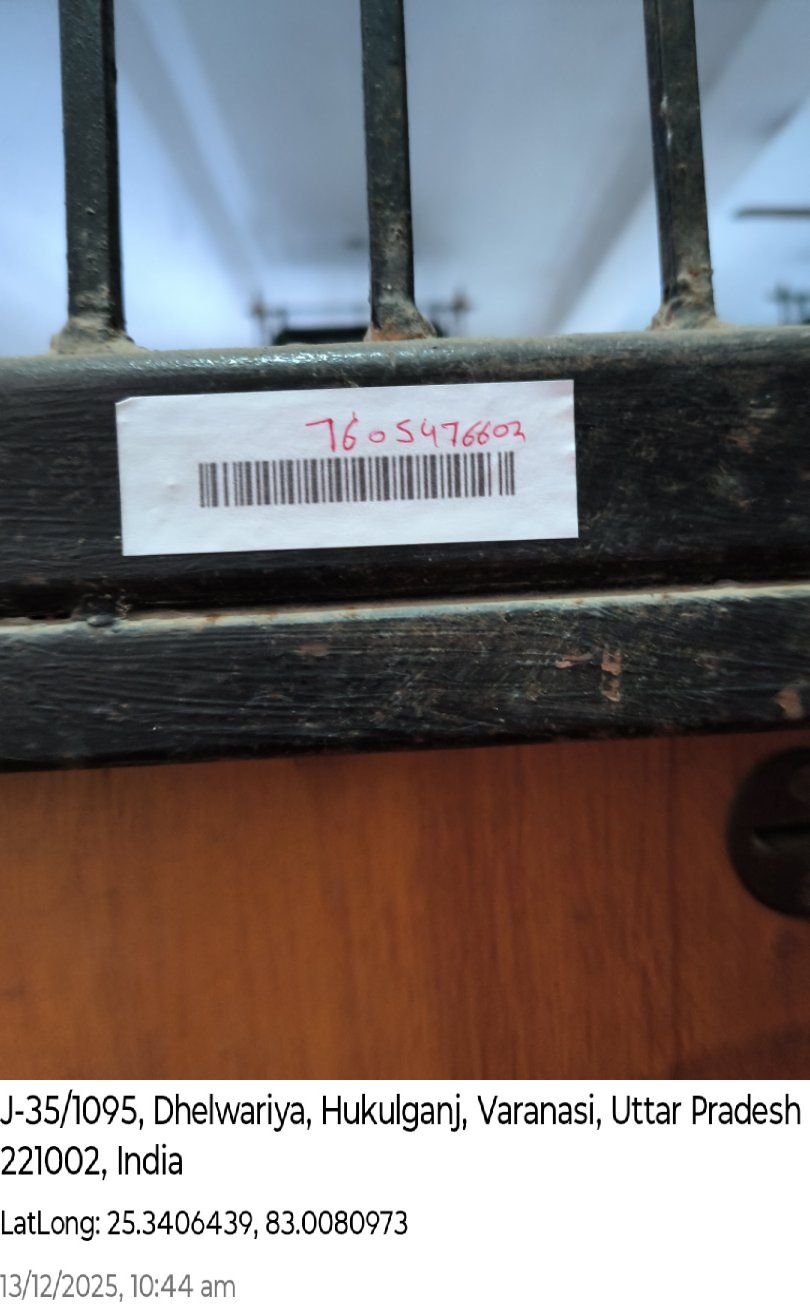 7605476602
J-35/1095, Dhelwariya, Hukulganj, Varanasi, Uttar Pradesh
221002, India
LatLong: 25.3406439, 83.0080973
13/12/2025, 10:44 am